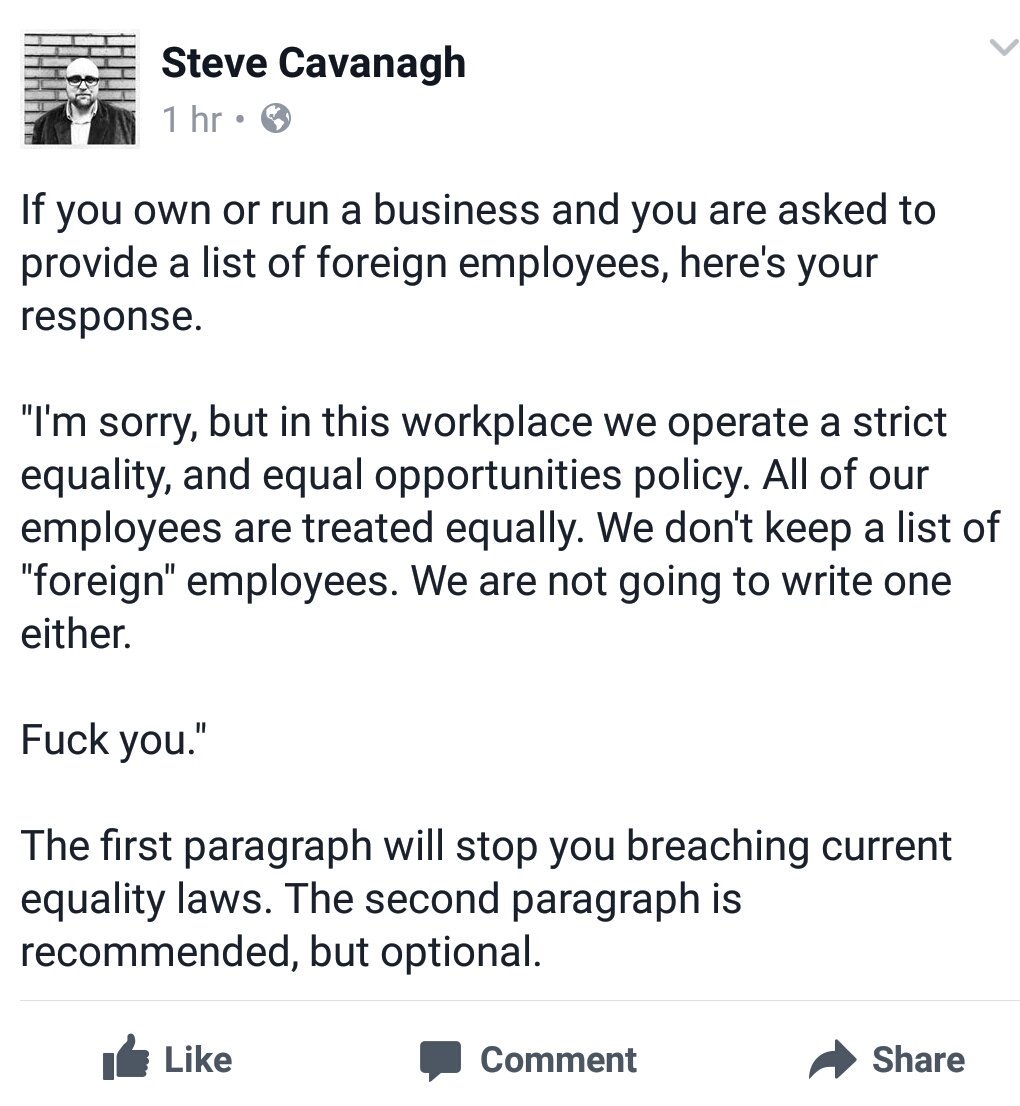 Steve Cavanagh
1 hr •
If you own or run a business and you are asked to
provide a list of foreign employees, here's your
response.
"I'm sorry, but in this workplace we operate a strict
equality, and equal opportunities policy. All of our
employees are treated equally. We don't keep a list of
"foreign" employees. We are not going to write one
either.
Fuck you."
The first paragraph will stop you breaching current
equality laws. The second paragraph is
recommended, but optional.
Like Comment Share